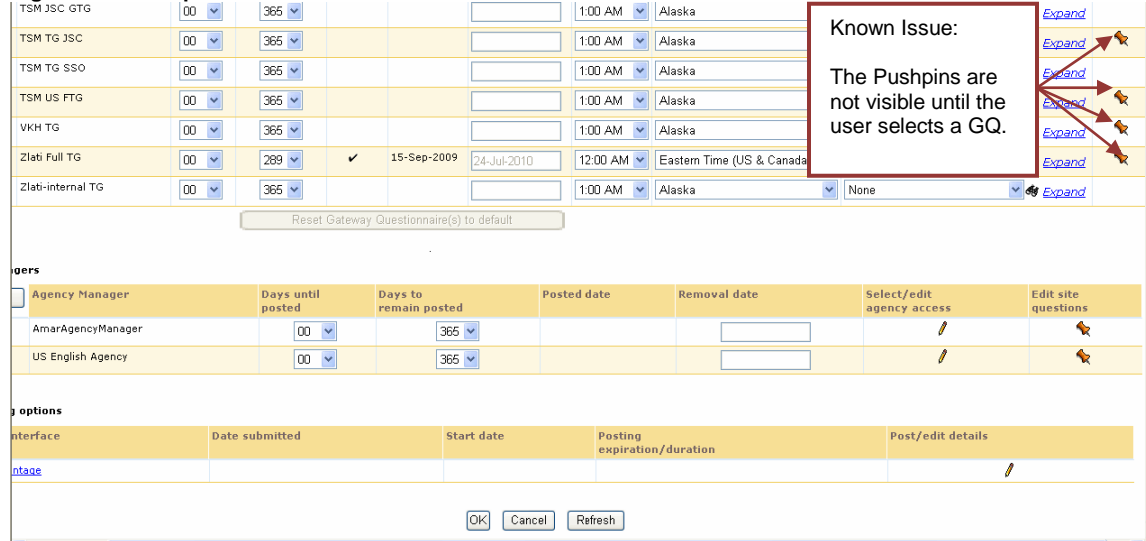 TSM JSC GTG 00 365 1:00 AM Alaska Expand
TSM TG JSC 00 365 1:00 AM Alaska Expand
TSM TG SSO 00 365 1:00 AM Alaska Expand
TSM US FTG 00 365 1:00 AM Alaska Expand
VKH TG 00 365 1:00 AM Alaska Expand
Zlati Full TG 00 289 ✔ 15-Sep-2009 24-Jul-2010 12:00 AM Eastern Time (US & Canada Expand
Zlati-internal TG 00 365 1:00 AM Alaska None Expand
Known Issue:
The Pushpins are
not visible until the
user selects a GQ.
Reset Gateway Questionnaire(s) to default
gers
Agency Manager Days until Days to Posted date Removal date Select/edit Edit site
posted remain posted agency access questions
AmarAgencyManager 00 365
US English Agency 00 365
g options
nterface Date submitted Start date Posting Post/edit details
expiration/duration
ntage
OK Cancel Refresh